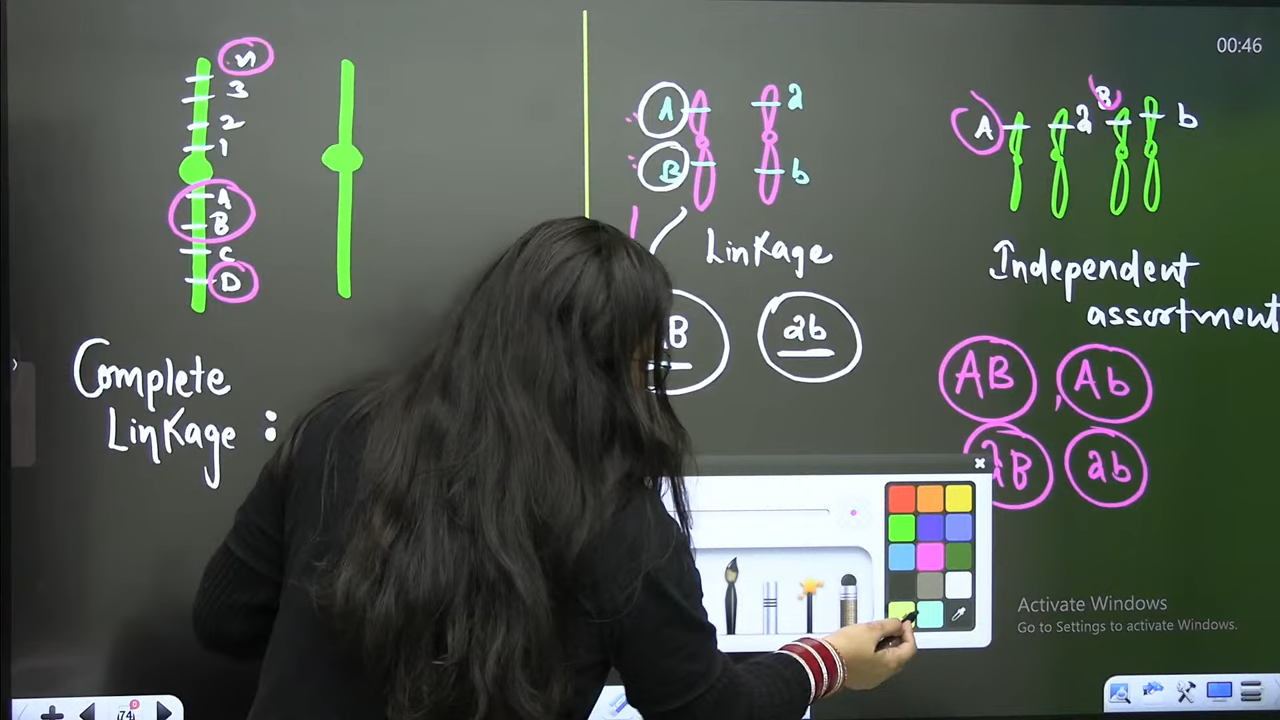 00:46
n
3
2
1
A
B
C
D
Complete
Linkage :
A
a
B
b
Linkage
B
ab
A
a
B
b
Independent
assortment
AB , Ab
aB
ab
Activate Windows
Go to Settings to activate Windows.
74